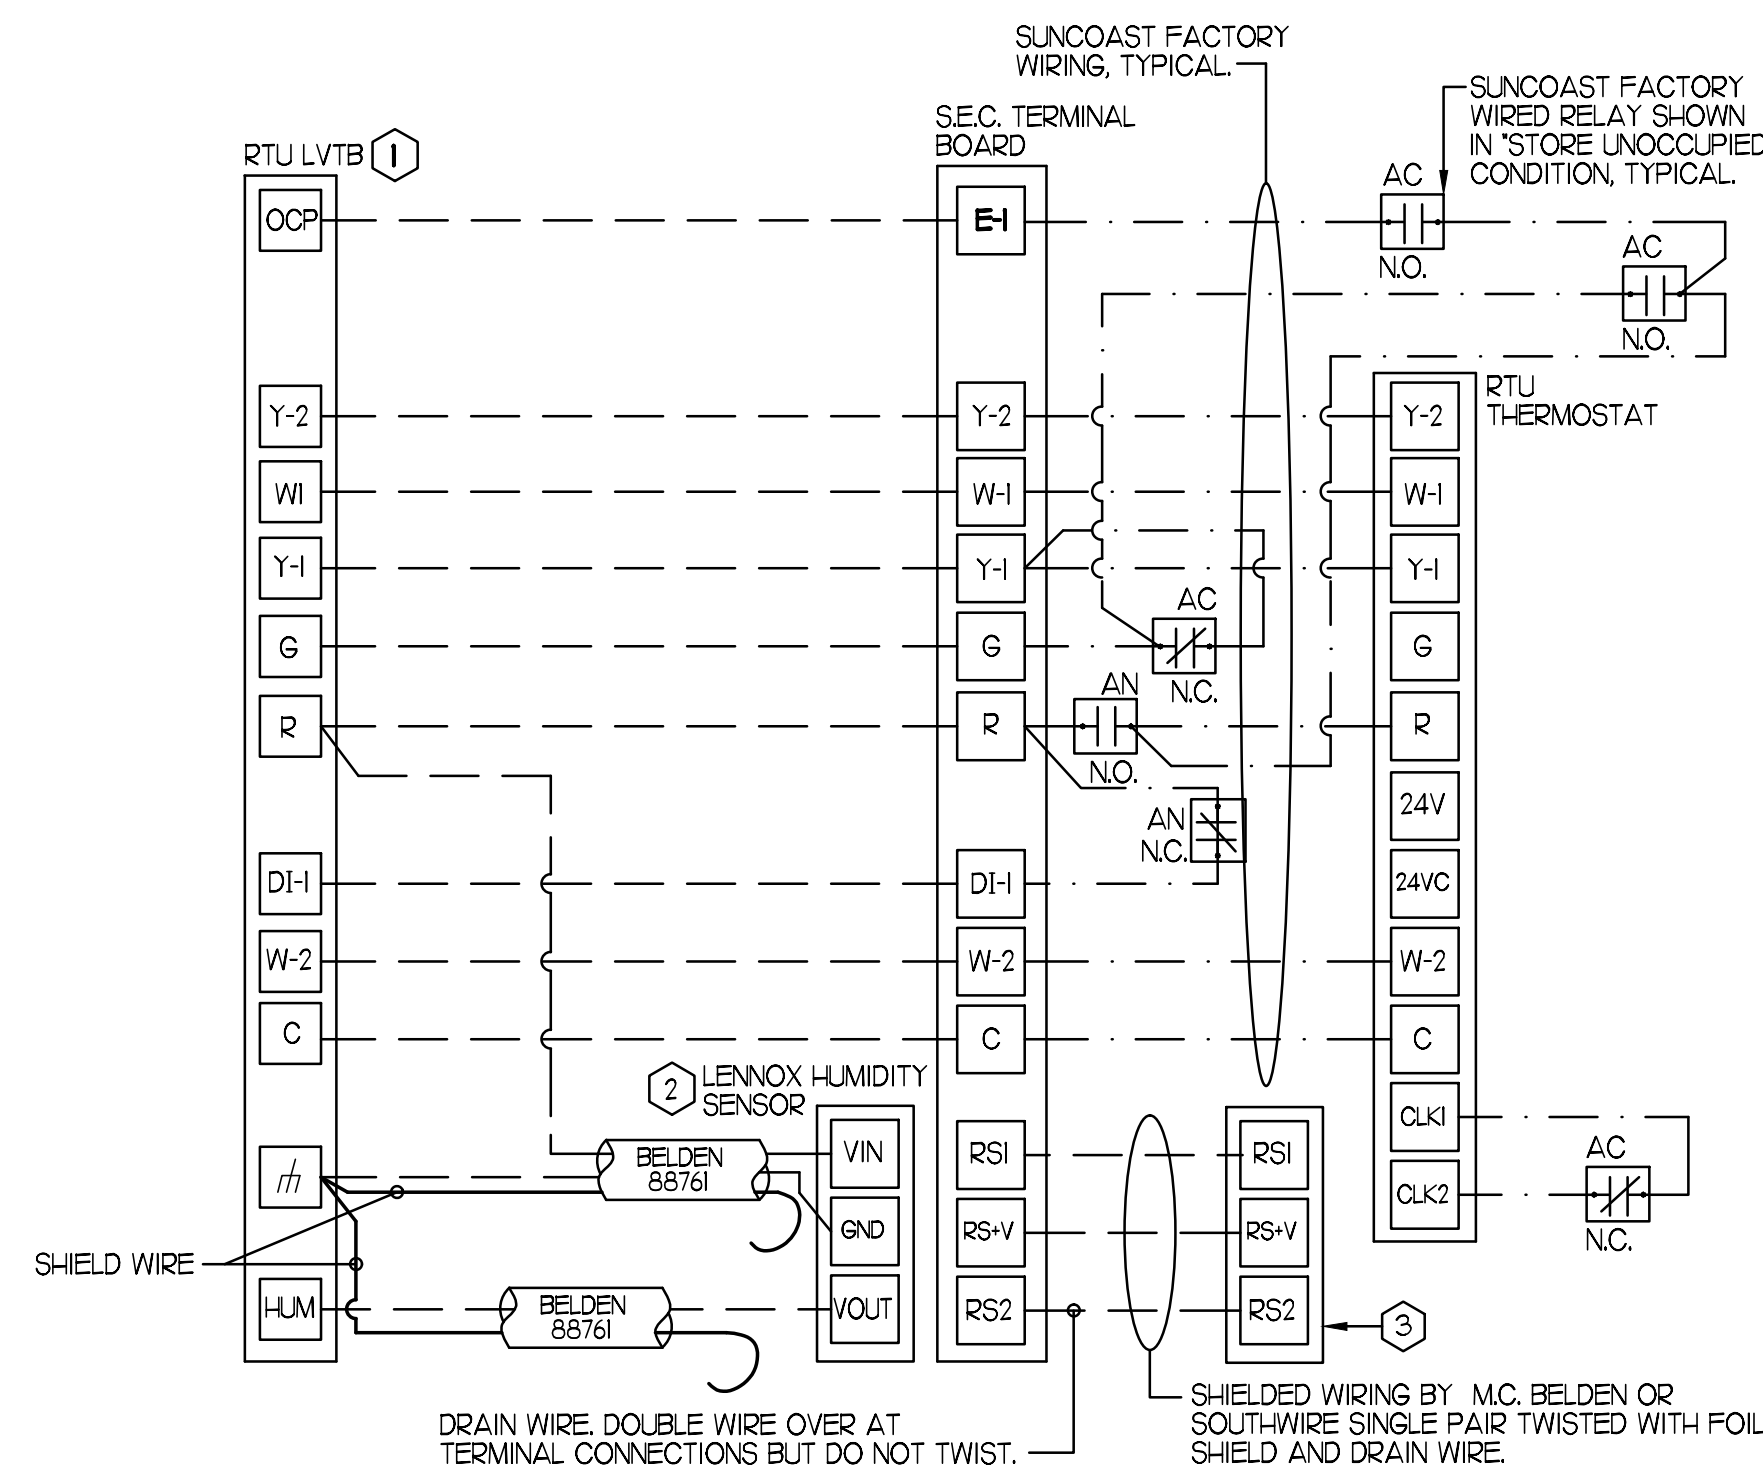 SUNCOAST FACTORY
WIRING, TYPICAL.
SUNCOAST FACTORY
WIRED RELAY SHOWN
IN "STORE UNOCCUPIED
CONDITION, TYPICAL.
S.E.C. TERMINAL
BOARD
RTU LVTB
1
OCP
Y-2
W1
Y-1
G
R
DI-1
W-2
C
HUM
SHIELD WIRE
E-1
Y-2
W-1
Y-1
G
R
DI-1
W-2
C
RS1
RS+V
RS2
AC
N.O.
AC
N.O.
AC
N.C.
AN
N.O.
AN
N.C.
RTU
THERMOSTAT
Y-2
W-1
Y-1
G
R
24V
24VC
W-2
C
CLK1
CLK2
AC
N.C.
2
LENNOX HUMIDITY
SENSOR
VIN
GND
VOUT
BELDEN
88761
BELDEN
88761
RS1
RS+V
RS2
3
DRAIN WIRE. DOUBLE WIRE OVER AT
TERMINAL CONNECTIONS BUT DO NOT TWIST.
SHIELDED WIRING BY M.C. BELDEN OR
SOUTHWIRE SINGLE PAIR TWISTED WITH FOIL
SHIELD AND DRAIN WIRE.